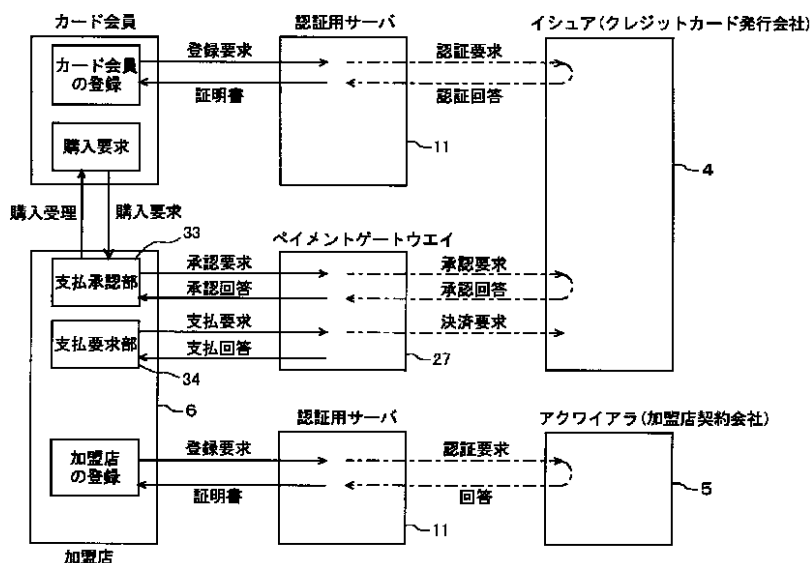 カード会員
認証用サーバ
イシュア(クレジットカード発行会社)
カード会員
の登録
登録要求
証明書
認証要求
認証回答
購入要求
11
4
購入受理
購入要求
33
ペイメントゲートウエイ
支払承認部
承認要求
承認回答
承認要求
承認回答
支払要求部
支払要求
支払回答
決済要求
34
27
6
認証用サーバ
アクワイアラ(加盟店契約会社)
加盟店
の登録
登録要求
証明書
認証要求
回答
5
11
加盟店